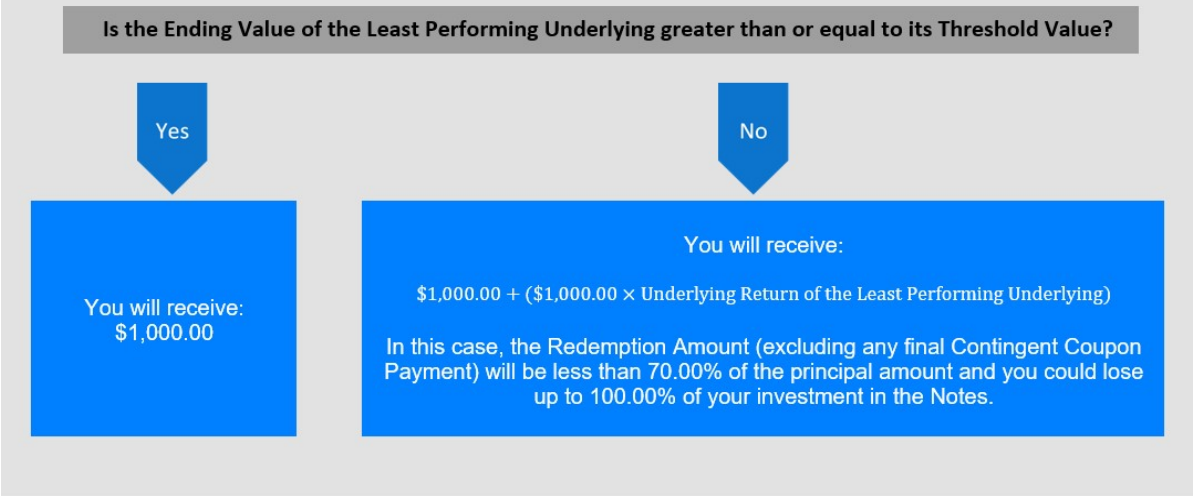 Is the Ending Value of the Least Performing Underlying greater than or equal to its Threshold Value?
Yes
No
You will receive:
$1,000.00
You will receive:
$1,000.00 + ($1,000.00 × Underlying Return of the Least Performing Underlying)
In this case, the Redemption Amount (excluding any final Contingent Coupon
Payment) will be less than 70.00% of the principal amount and you could lose
up to 100.00% of your investment in the Notes.